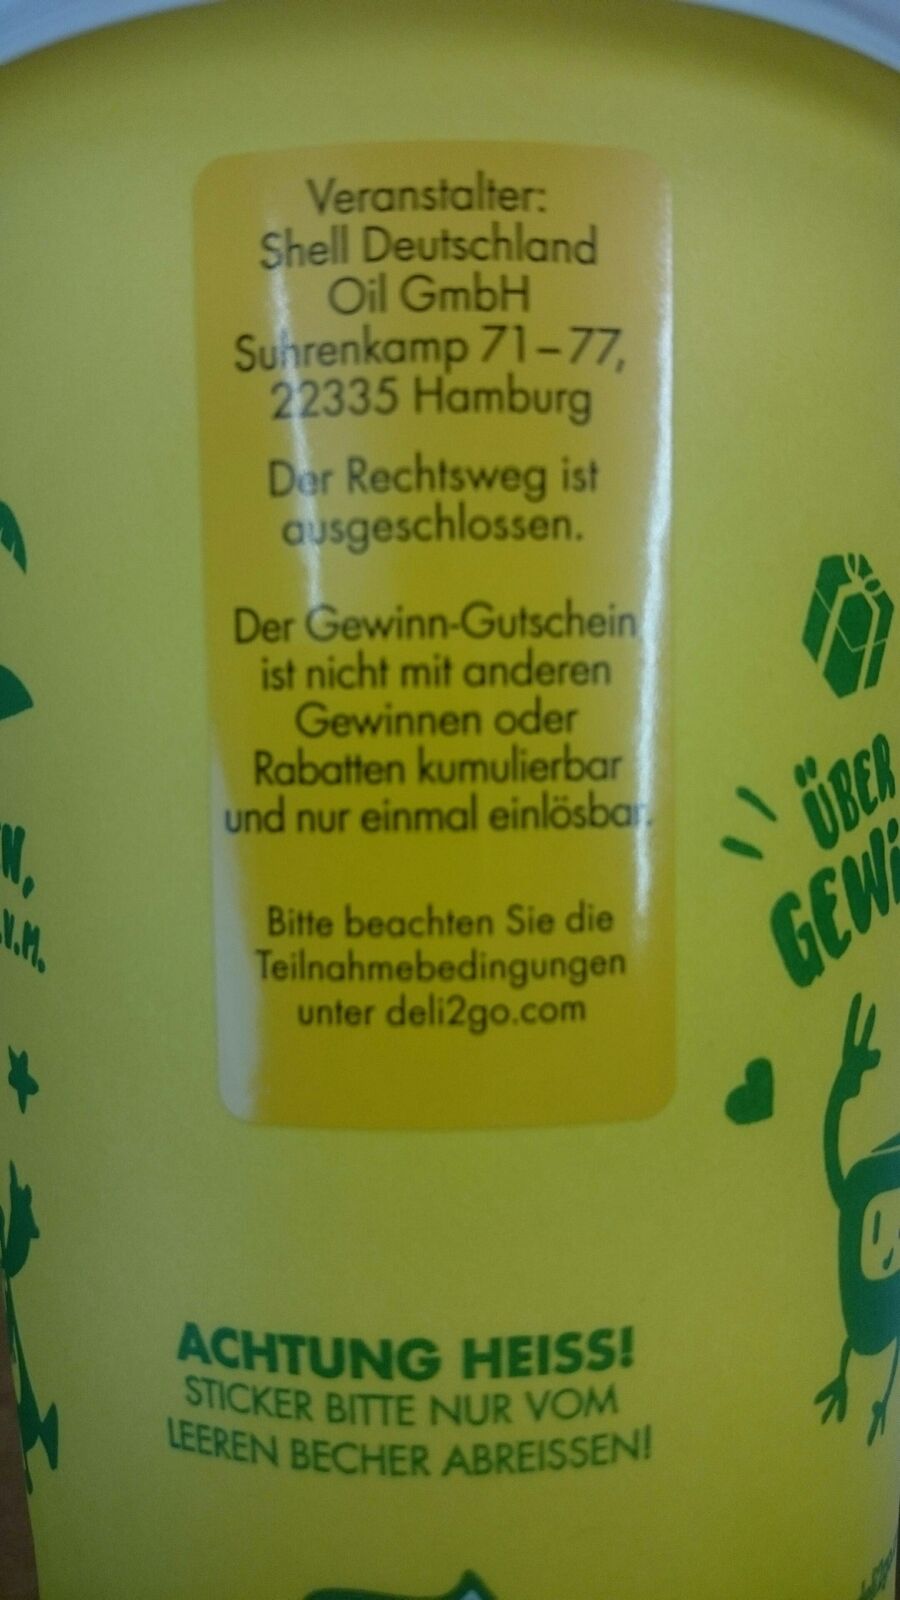 Veranstalter:
Shell Deutschland
Oil GmbH
Suhrenkamp 71–77,
22335 Hamburg
Der Rechtsweg ist
ausgeschlossen.
Der Gewinn-Gutschein
ist nicht mit anderen
Gewinnen oder
Rabatten kumulierbar
und nur einmal einlösbar.
Bitte beachten Sie die
Teilnahmebedingungen
unter deli2go.com
ÜBER
ACHTUNG HEISS!
STICKER BITTE NUR VOM
LEEREN BECHER ABREISSEN!